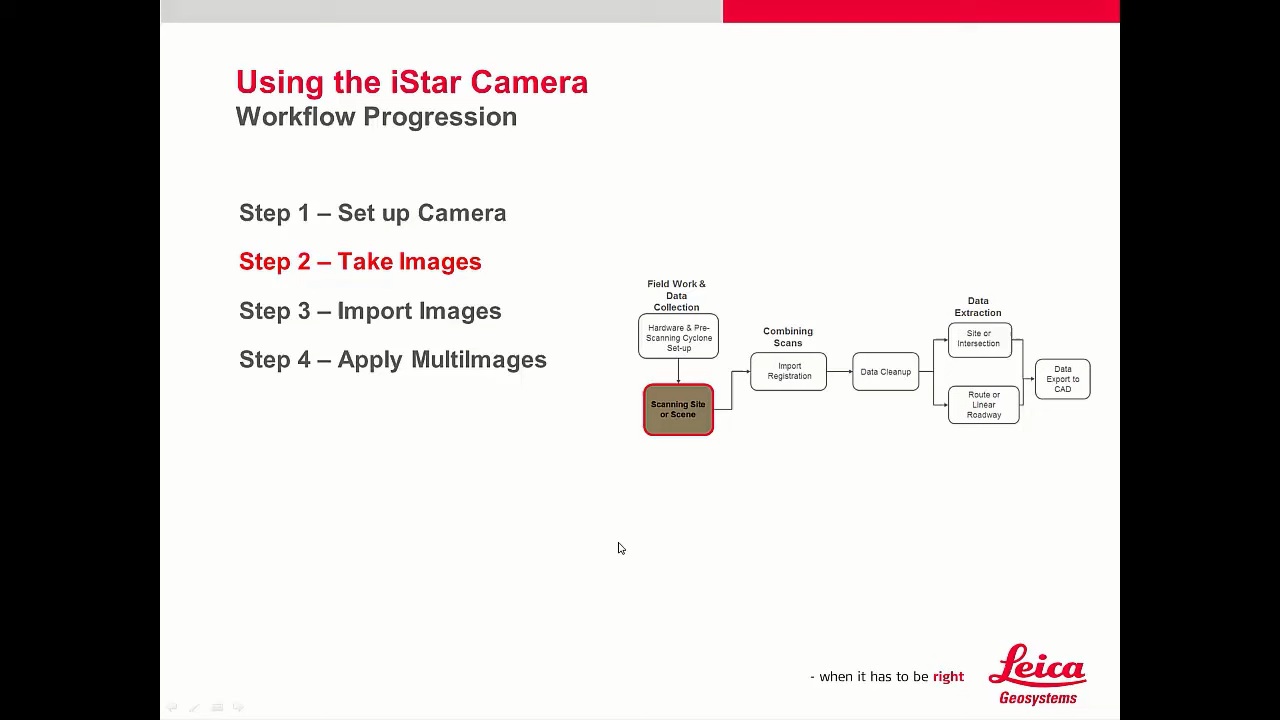 Using the iStar Camera
Workflow Progression
Step 1 – Set up Camera
Step 2 – Take Images
Step 3 – Import Images
Step 4 – Apply MultiImages
Field Work &
Data
Collection
Hardware & Pre-
Scanning Cyclone
Set-up
Scanning Site
or Scene
Combining
Scans
Import
Registration
Data Cleanup
Data
Extraction
Site or
Intersection
Route or
Linear
Roadway
Data
Export to
CAD
- when it has to be right
Leica
Geosystems